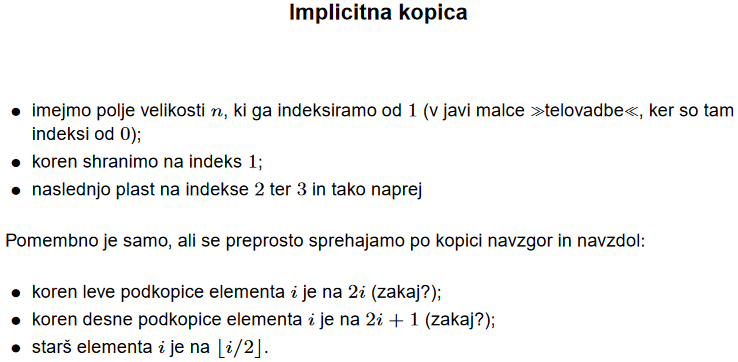 Implicitna kopica
● imejmo polje velikosti n, ki ga indeksiramo od 1 (v javi malce ≫telovadbe≪, ker so tam
indeksi od 0);
● koren shranimo na indeks 1;
● naslednjo plast na indekse 2 ter 3 in tako naprej
Pomembno je samo, ali se preprosto sprehajamo po kopici navzgor in navzdol:
● koren leve podkopice elementa i je na 2i (zakaj?);
● koren desne podkopice elementa i je na 2i + 1 (zakaj?);
● starš elementa i je na ⌊i/2⌋.